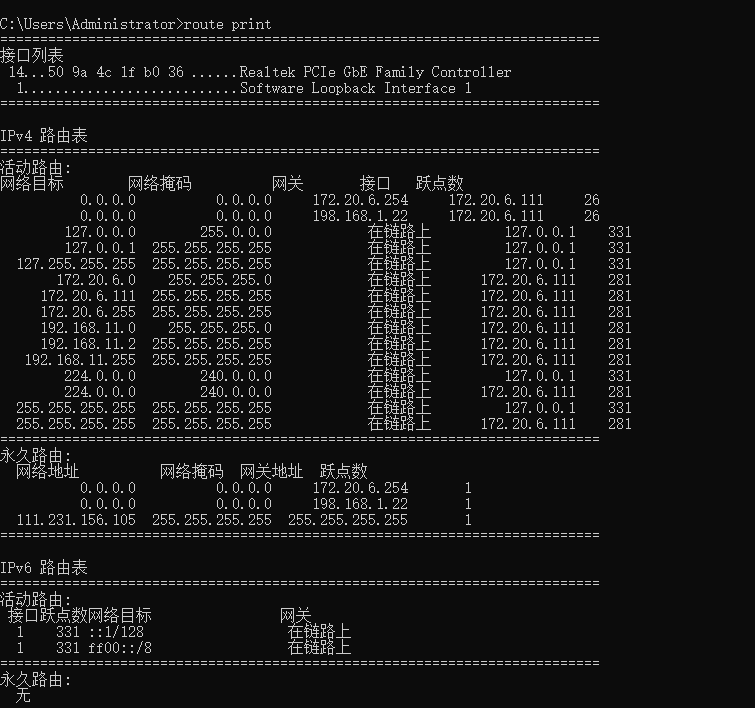 C:\Users\Administrator>route print
===========================================================================
接口列表
 14...50 9a 4c 1f b0 36 ......Realtek PCIe GbE Family Controller
  1...........................Software Loopback Interface 1
===========================================================================
IPv4 路由表
===========================================================================
活动路由:
网络目标        网络掩码          网关       接口   跃点数
          0.0.0.0          0.0.0.0     172.20.6.254     172.20.6.111     26
          0.0.0.0          0.0.0.0     198.168.1.22     172.20.6.111     26
        127.0.0.0        255.0.0.0            在链路上         127.0.0.1    331
        127.0.0.1  255.255.255.255            在链路上         127.0.0.1    331
  127.255.255.255  255.255.255.255            在链路上         127.0.0.1    331
       172.20.6.0    255.255.255.0            在链路上      172.20.6.111    281
     172.20.6.111  255.255.255.255            在链路上      172.20.6.111    281
     172.20.6.255  255.255.255.255            在链路上      172.20.6.111    281
     192.168.11.0    255.255.255.0            在链路上      172.20.6.111    281
     192.168.11.2  255.255.255.255            在链路上      172.20.6.111    281
   192.168.11.255  255.255.255.255            在链路上      172.20.6.111    281
        224.0.0.0        240.0.0.0            在链路上         127.0.0.1    331
        224.0.0.0        240.0.0.0            在链路上      172.20.6.111    281
  255.255.255.255  255.255.255.255            在链路上         127.0.0.1    331
  255.255.255.255  255.255.255.255            在链路上      172.20.6.111    281
===========================================================================
永久路由:
  网络地址          网络掩码  网关地址  跃点数
          0.0.0.0          0.0.0.0     172.20.6.254       1
          0.0.0.0          0.0.0.0     198.168.1.22       1
  111.231.156.105  255.255.255.255  255.255.255.255       1
===========================================================================
IPv6 路由表
===========================================================================
活动路由:
 接口跃点数网络目标                网关
  1    331 ::1/128                  在链路上
  1    331 ff00::/8                 在链路上
===========================================================================
永久路由:
  无